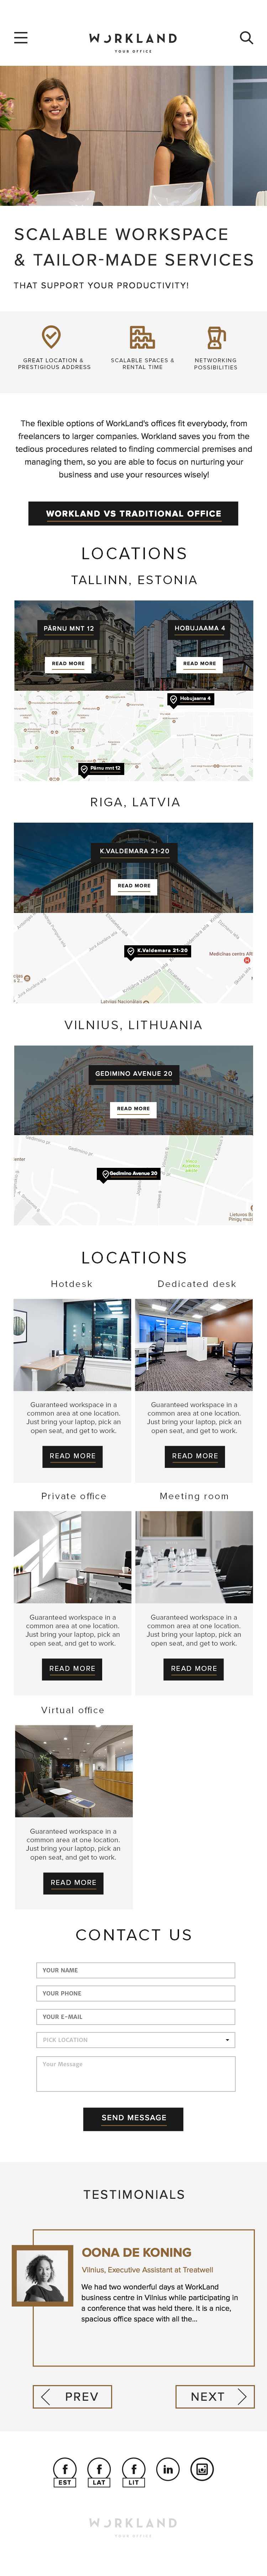 WORKLAND
YOUR OFFICE
SCALABLE WORKSPACE
& TAILOR-MADE SERVICES
THAT SUPPORT YOUR PRODUCTIVITY!
GREAT LOCATION &
PRESTIGIOUS ADDRESS
SCALABLE SPACES &
RENTAL TIME
NETWORKING
POSSIBILITIES
The flexible options of WorkLand's offices fit everybody, from
freelancers to larger companies. Workland saves you from the
tedious procedures related to finding commercial premises and
managing them, so you are able to focus on nurturing your
business and use your resources wisely!
WORKLAND VS TRADITIONAL OFFICE
LOCATIONS
TALLINN, ESTONIA
PÄRNU MNT 12
HOBUJAAMA 4
READ MORE
READ MORE
Hobujaama 4
Pärnu mnt 12
RIGA, LATVIA
K.VALDEMARA 21-20
READ MORE
K.Valdemara 21-20
Medicīnas centrs AR
Latvijas Nacionālais
VILNIUS, LITHUANIA
GEDIMINO AVENUE 20
READ MORE
Gedimino Avenue 20
enter
Lietuvos Ba
Pinigų muzi
LOCATIONS
Hotdesk
Dedicated desk
Guaranteed workspace in a
common area at one location.
Just bring your laptop, pick an
open seat, and get to work.
READ MORE
Guaranteed workspace in a
common area at one location.
Just bring your laptop, pick an
open seat, and get to work.
READ MORE
Private office
Meeting room
Guaranteed workspace in a
common area at one location.
Just bring your laptop, pick an
open seat, and get to work.
READ MORE
Guaranteed workspace in a
common area at one location.
Just bring your laptop, pick an
open seat, and get to work.
READ MORE
Virtual office
Guaranteed workspace in a
common area at one location.
Just bring your laptop, pick an
open seat, and get to work.
READ MORE
CONTACT US
YOUR NAME
YOUR PHONE
YOUR E-MAIL
PICK LOCATION
Your Message
SEND MESSAGE
TESTIMONIALS
OONA DE KONING
Vilnius, Executive Assistant at Treatwell
We had two wonderful days at WorkLand
business centre in Vilnius while participating in
a conference that was held there. It is a nice,
spacious office space with all the...
PREV
NEXT
EST
LAT
LIT
WORKLAND
YOUR OFFICE